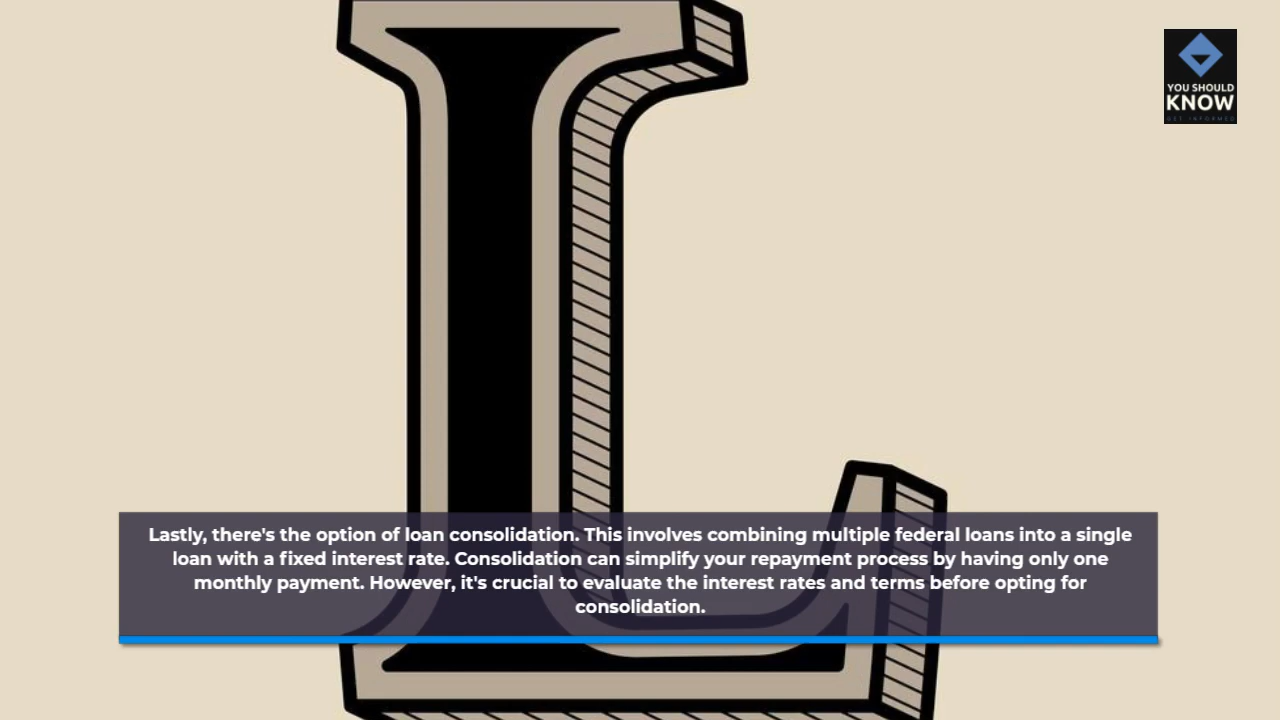 L
YOU SHOULD
KNOW
GET INFORMED
Lastly, there's the option of loan consolidation. This involves combining multiple federal loans into a single
loan with a fixed interest rate. Consolidation can simplify your repayment process by having only one
monthly payment. However, it's crucial to evaluate the interest rates and terms before opting for
consolidation.